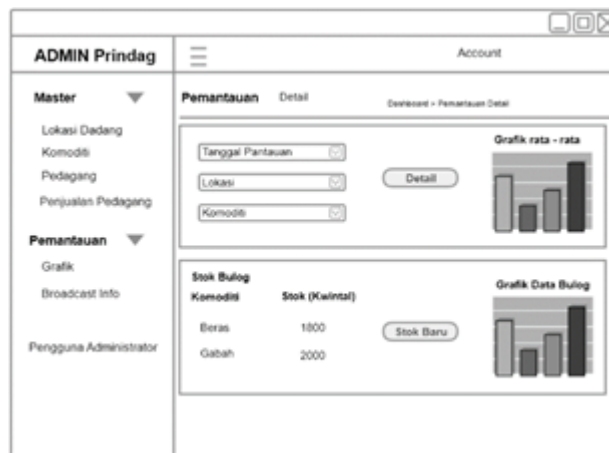 ADMIN Prindag
Account
Master
Lokasi Dadang
Komoditi
Pedagang
Penjualan Pedagang
Pemantauan
Grafik
Broadcast Info
Pengguna Administrator
Pemantauan Detail
Dashboard > Pemantauan Detail
Tanggal Pantauan
Lokasi
Komoditi
Detail
Grafik rata - rata
Stok Bulog
Komoditi Stok (Kwintal)
Beras 1800
Gabah 2000
Stok Baru
Grafik Data Bulog